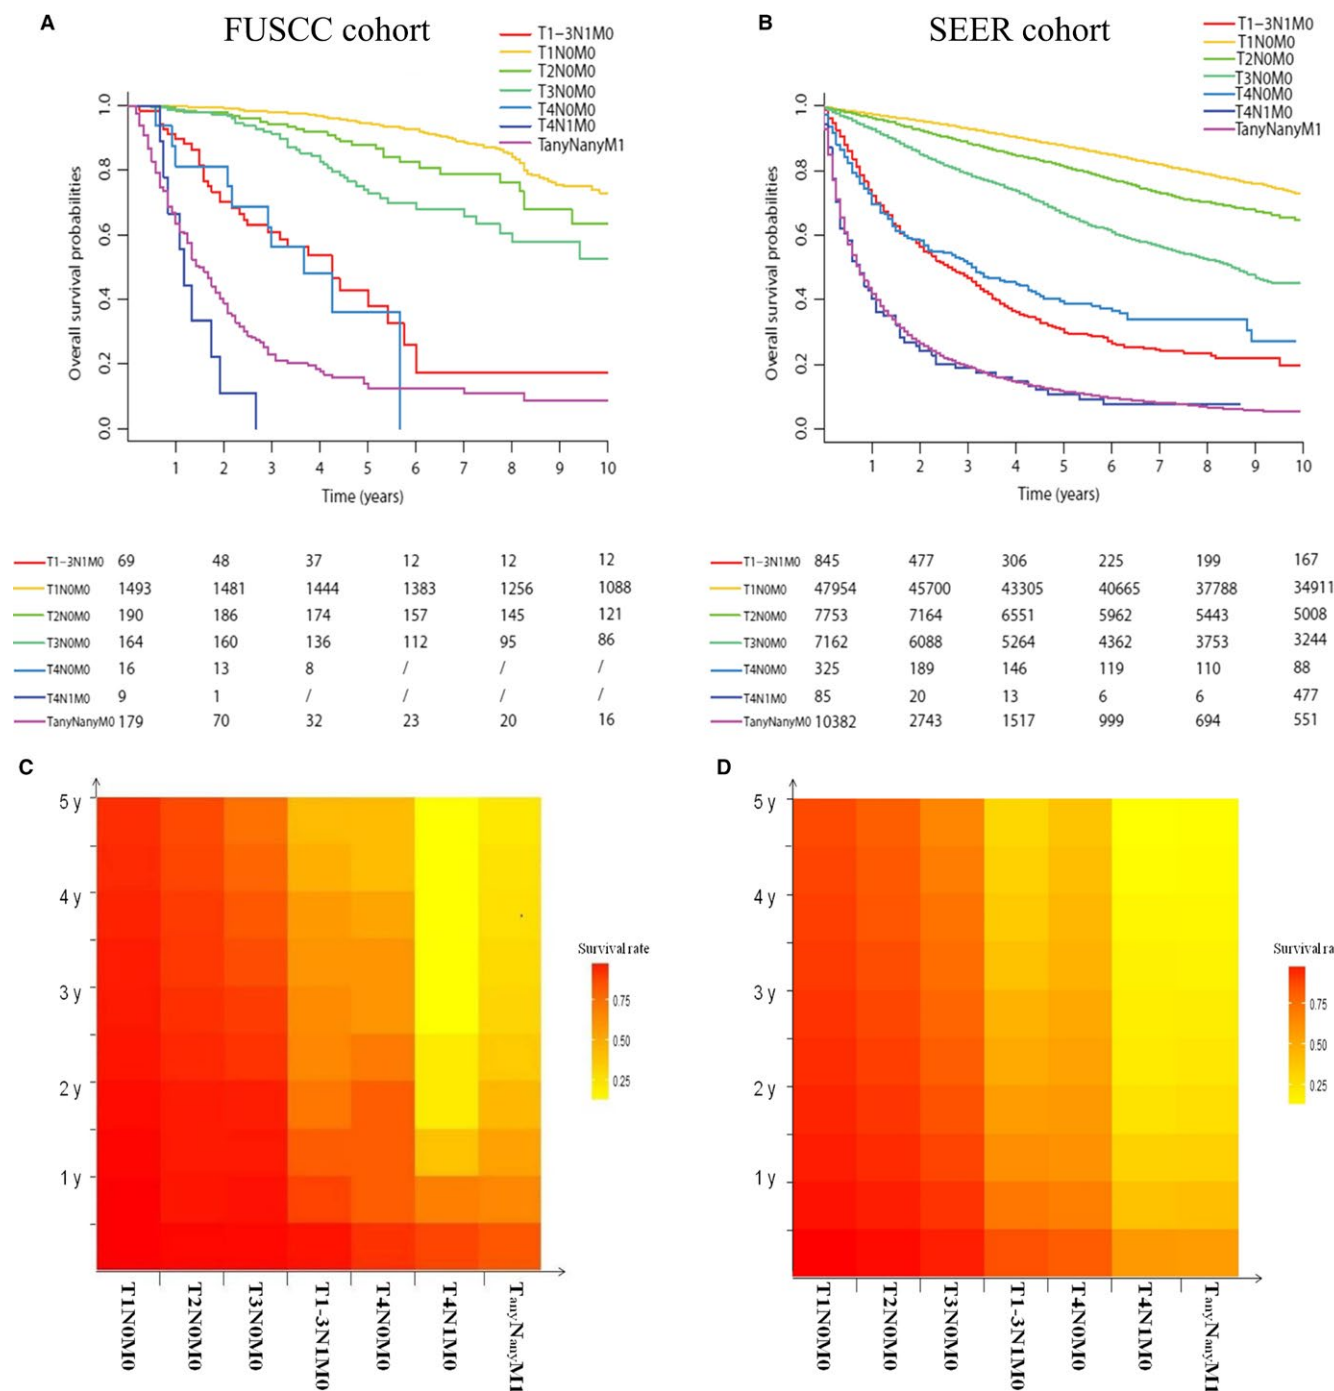 A
FUSCC cohort
T1-3N1M0
T1N0M0
T2N0M0
T3N0M0
T4N0M0
T4N1M0
TanyNanyM1
Overall survival probabilities
1.0
0.8
0.6
0.4
0.2
0.0
1 2 3 4 5 6 7 8 9 10
Time (years)
T1-3N1M0 69 48 37 12 12 12
T1N0M0 1493 1481 1444 1383 1256 1088
T2N0M0 190 186 174 157 145 121
T3N0M0 164 160 136 112 95 86
T4N0M0 16 13 8 / / /
T4N1M0 9 1 / / / /
TanyNanyM0 179 70 32 23 20 16
B
SEER cohort
T1-3N1M0
T1N0M0
T2N0M0
T3N0M0
T4N0M0
T4N1M0
TanyNanyM1
Overall survival probabilities
1.0
0.8
0.6
0.4
0.2
0.0
1 2 3 4 5 6 7 8 9 10
Time (years)
T1-3N1M0 845 477 306 225 199 167
T1N0M0 47954 45700 43305 40665 37788 34911
T2N0M0 7753 7164 6551 5962 5443 5008
T3N0M0 7162 6088 5264 4362 3753 3244
T4N0M0 325 189 146 119 110 88
T4N1M0 85 20 13 6 6 477
TanyNanyM0 10382 2743 1517 999 694 551
C
5 y
4 y
3 y
2 y
1 y
T1N0M0
T2N0M0
T3N0M0
T1-3N1M0
T4N0M0
T4N1M0
TanyNanyM1
Survival rate
0.75
0.50
0.25
D
5 y
4 y
3 y
2 y
1 y
T1N0M0
T2N0M0
T3N0M0
T1-3N1M0
T4N0M0
T4N1M0
TanyNanyM1
Survival ra
0.75
0.50
0.25